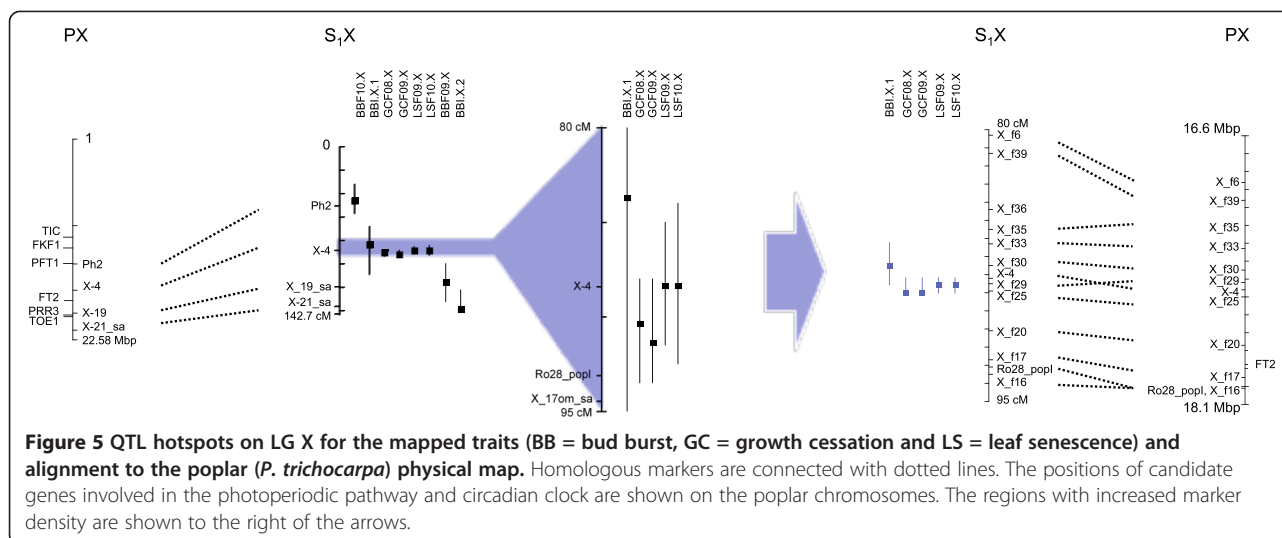 PX
S₁X
S₁X
PX
BBF10.X
BBI.X.1
GCF08.X
GCF09.X
LSF09.X
LSF10.X
BBF09.X
BBI.X.2
BBI.X.1
GCF08.X
GCF09.X
LSF09.X
LSF10.X
BBI.X.1
GCF08.X
GCF09.X
LSF09.X
LSF10.X
1
TIC
FKF1
PFT1
Ph2
X-4
FT2
PRR3
X-19
TOE1
X-21_sa
22.58 Mbp
0
Ph2
X-4
X_19_sa
X-21_sa
142.7 cM
80 cM
X-4
Ro28_popl
X_17om_sa
95 cM
80 cM
X_f6
X_f39
X_f36
X_f35
X_f33
X_f30
X-4
X_f29
X_f25
X_f20
X_f17
Ro28_popl
X_f16
95 cM
16.6 Mbp
X_f6
X_f39
X_f35
X_f33
X_f30
X_f29
X-4
X_f25
X_f20
FT2
X_f17
Ro28_popl, X_f16
18.1 Mbp
Figure 5 QTL hotspots on LG X for the mapped traits (BB = bud burst, GC = growth cessation and LS = leaf senescence) and
alignment to the poplar (P. trichocarpa) physical map. Homologous markers are connected with dotted lines. The positions of candidate
genes involved in the photoperiodic pathway and circadian clock are shown on the poplar chromosomes. The regions with increased marker
density are shown to the right of the arrows.